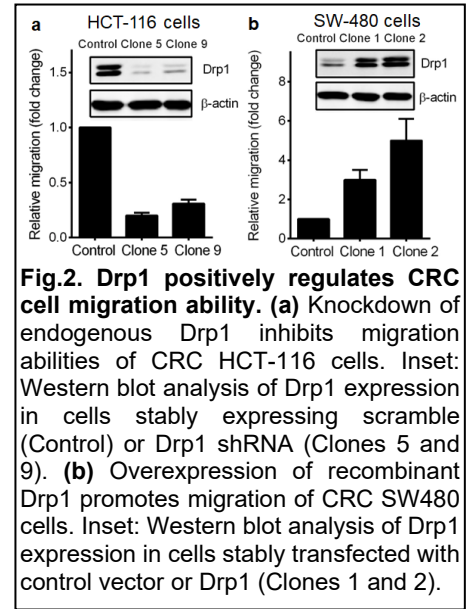 a HCT-116 cells
Control Clone 5 Clone 9
Drp1
β-actin
Relative migration (fold change)
1.5
1.0
0.5
0.0
Control Clone 5 Clone 9
b SW-480 cells
Control Clone 1 Clone 2
Drp1
β-actin
Relative migration (fold change)
8
6
4
2
0
Control Clone 1 Clone 2
Fig.2. Drp1 positively regulates CRC
cell migration ability. (a) Knockdown of
endogenous Drp1 inhibits migration
abilities of CRC HCT-116 cells. Inset:
Western blot analysis of Drp1 expression
in cells stably expressing scramble
(Control) or Drp1 shRNA (Clones 5 and
9). (b) Overexpression of recombinant
Drp1 promotes migration of CRC SW480
cells. Inset: Western blot analysis of Drp1
expression in cells stably transfected with
control vector or Drp1 (Clones 1 and 2).